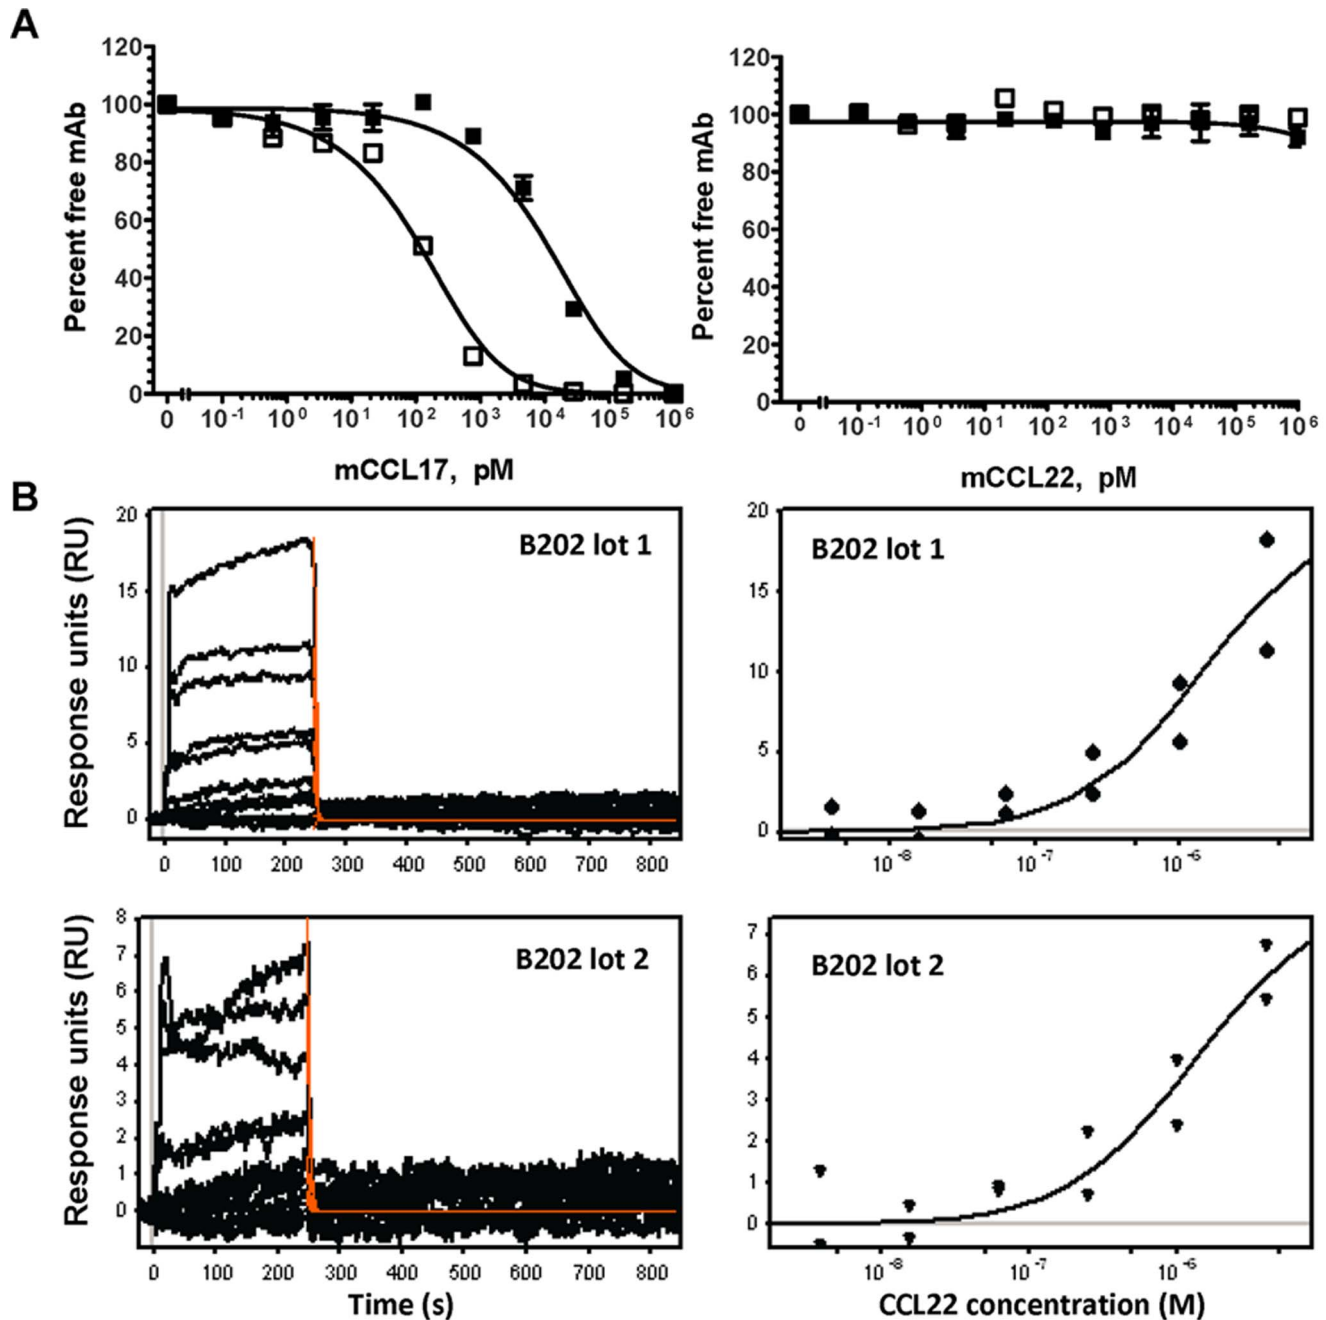 A
120
100
80
60
40
20
0
Percent free mAb
0 10-1 100 101 102 103 104 105 106
mCCL17, pM
120
100
80
60
40
20
0
Percent free mAb
0 10-1 100 101 102 103 104 105 106
mCCL22, pM
B
20
15
10
5
0
Response units (RU)
B202 lot 1
0 100 200 300 400 500 600 700 800
20
15
10
5
0
B202 lot 1
10-8 10-7 10-6
8
7
6
5
4
3
2
1
0
Response units (RU)
B202 lot 2
0 100 200 300 400 500 600 700 800
Time (s)
7
6
5
4
3
2
1
0
B202 lot 2
10-8 10-7 10-6
CCL22 concentration (M)